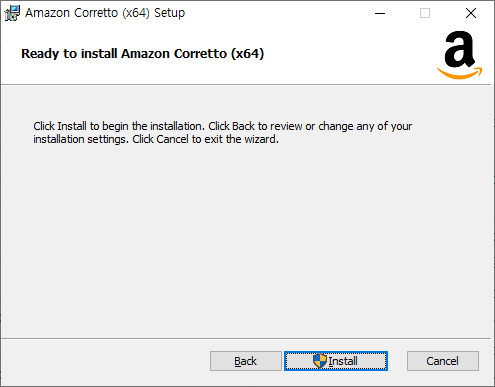 Amazon Corretto (x64) Setup
Ready to install Amazon Corretto (x64)
a
Click Install to begin the installation. Click Back to review or change any of your
installation settings. Click Cancel to exit the wizard.
Back
Install
Cancel